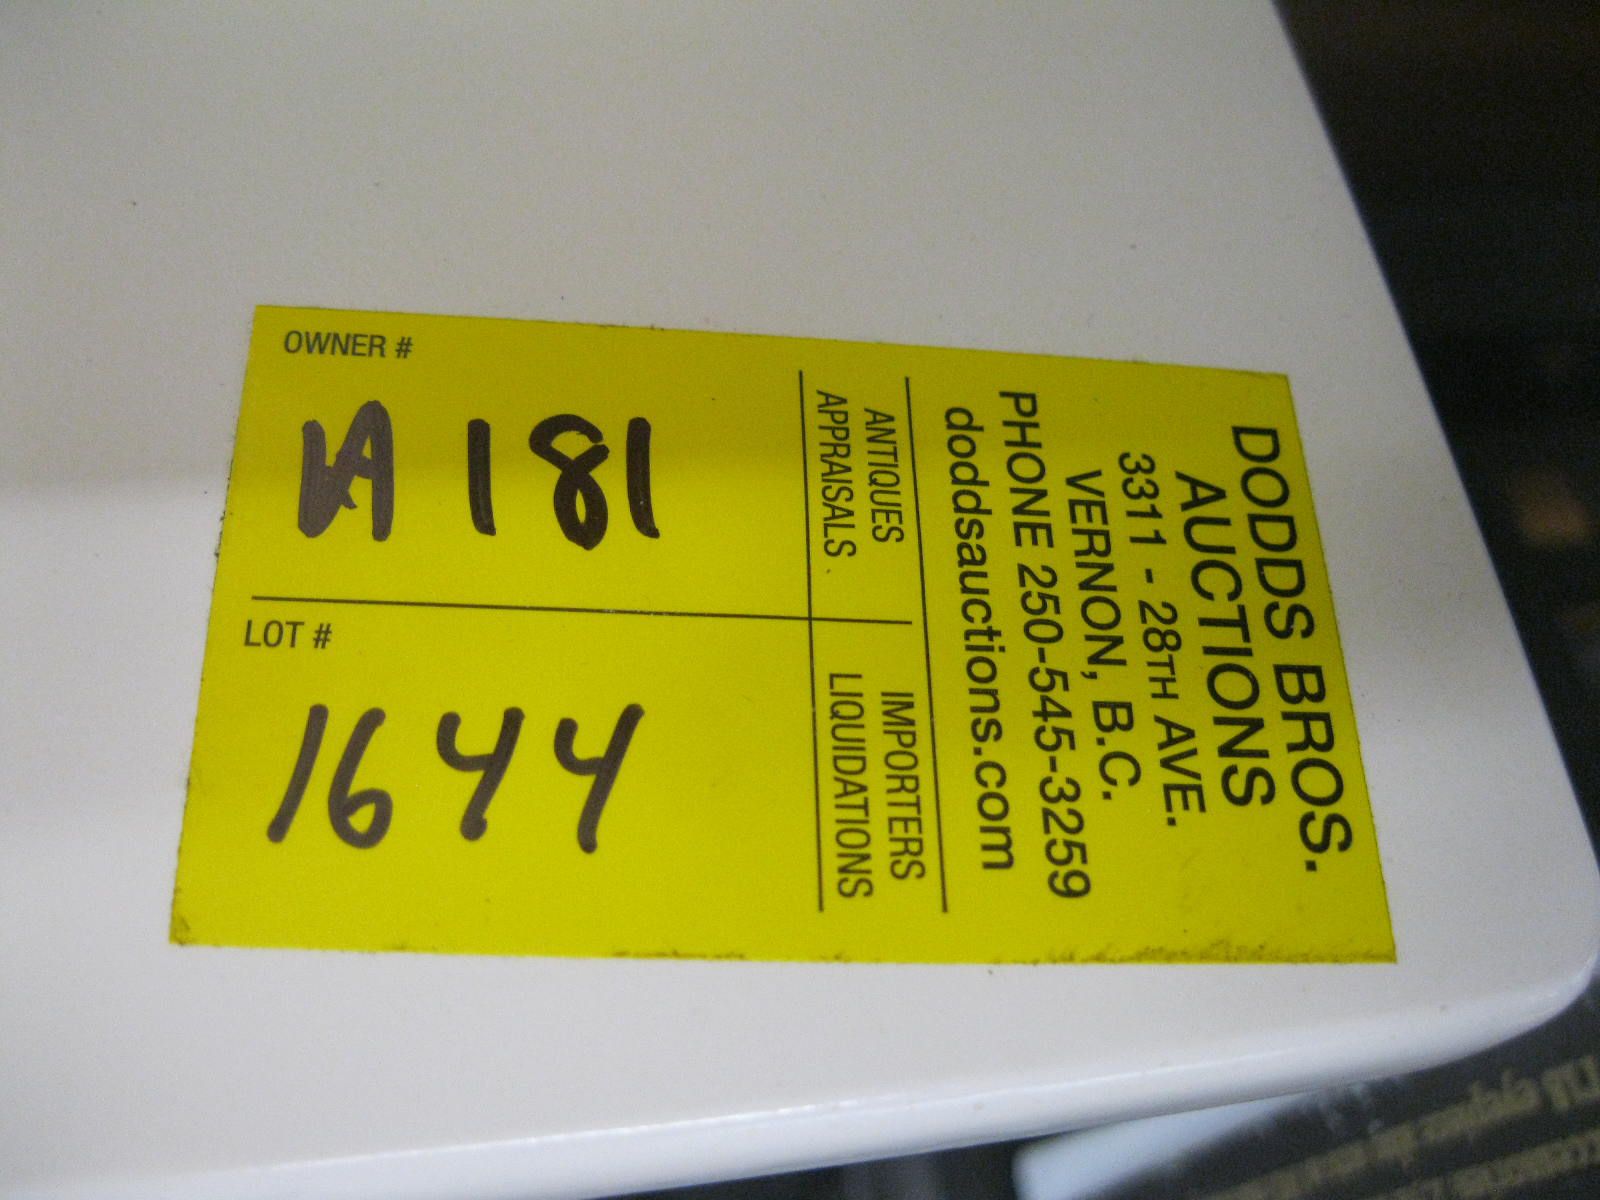 OWNER #
A 181
LOT #
1644
ANTIQUES
APPRAISALS
IMPORTERS
LIQUIDATIONS
DODDS BROS.
AUCTIONS
3311 - 28TH AVE.
VERNON, B.C.
PHONE 250-545-3259
doddsauctions.com